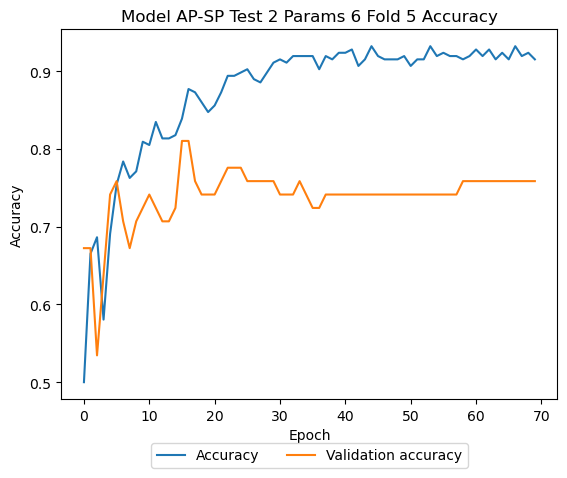 Model AP-SP Test 2 Params 6 Fold 5 Accuracy
Accuracy
0.9
0.8
0.7
0.6
0.5
0 10 20 30 40 50 60 70
Epoch
Accuracy Validation accuracy